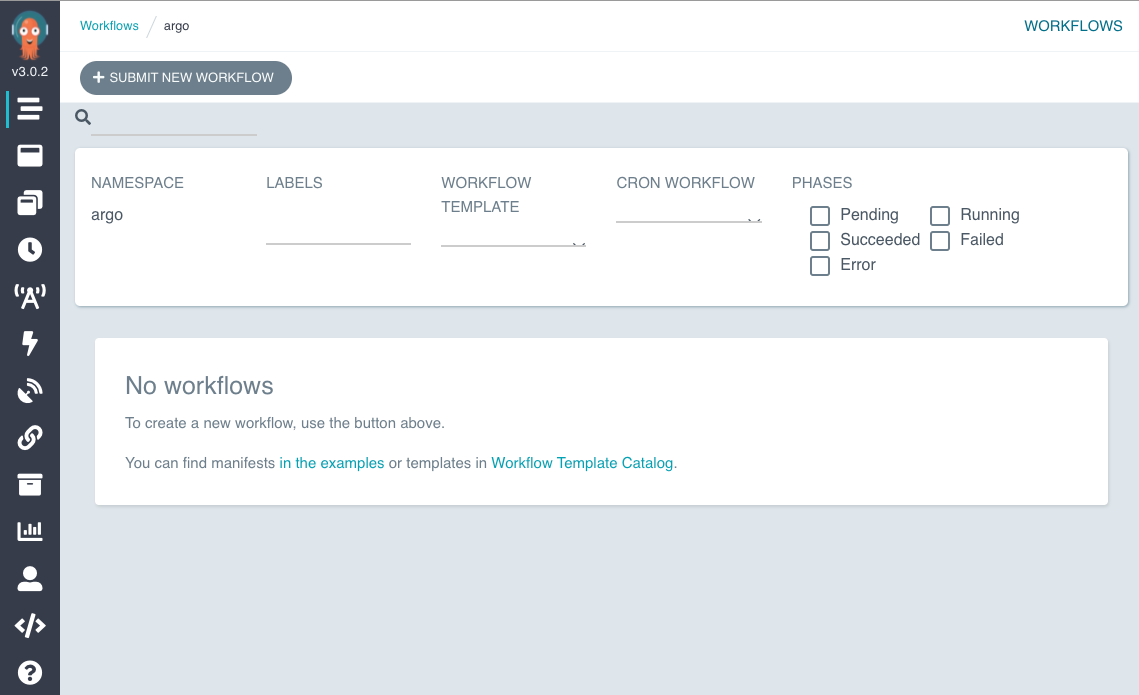 Workflows / argo
WORKFLOWS
v3.0.2
SUBMIT NEW WORKFLOW
NAMESPACE
argo
LABELS
WORKFLOW
TEMPLATE
CRON WORKFLOW
PHASES
Pending
Running
Succeeded
Failed
Error
No workflows
To create a new workflow, use the button above.
You can find manifests in the examples or templates in Workflow Template Catalog.